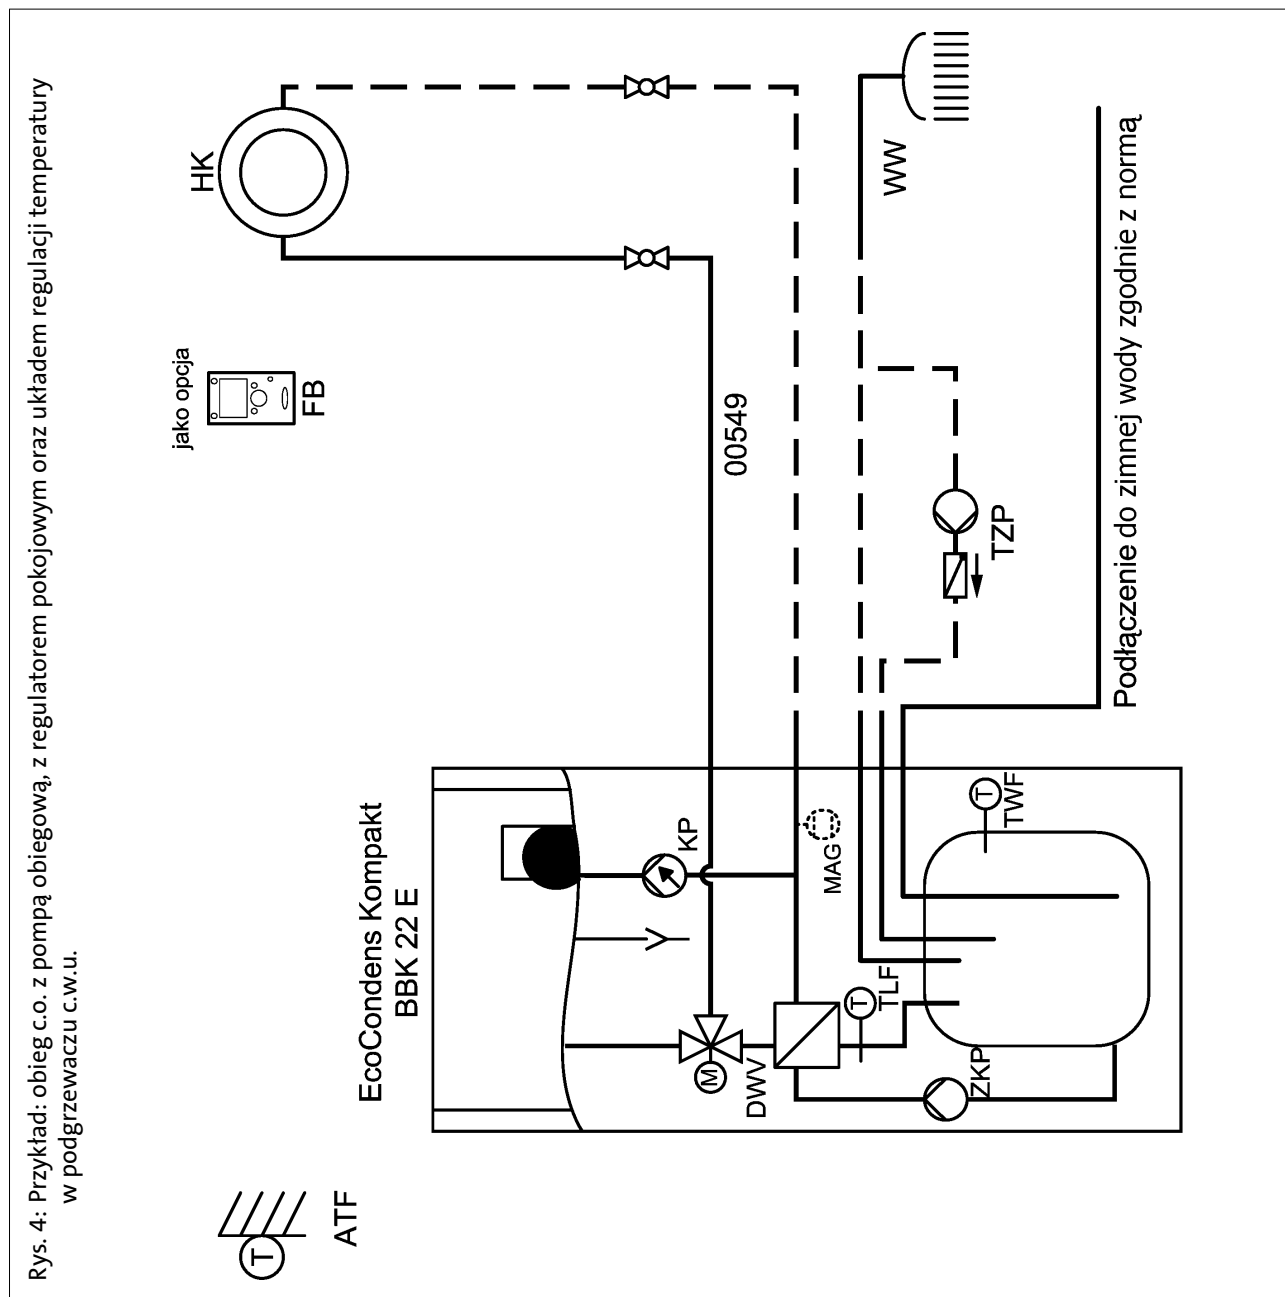 Rys. 4: Przykład: obieg c.o. z pompą obiegową, z regulatorem pokojowym oraz układem regulacji temperatury
w podgrzewaczu c.w.u.
T
ATF
jako opcja
FB
HK
EcoCondens Kompakt
BBK 22 E
KP
00549
M
DWV
MAG
T
TLF
ZKP
T
TWF
TZP
WW
Podłączenie do zimnej wody zgodnie z normą